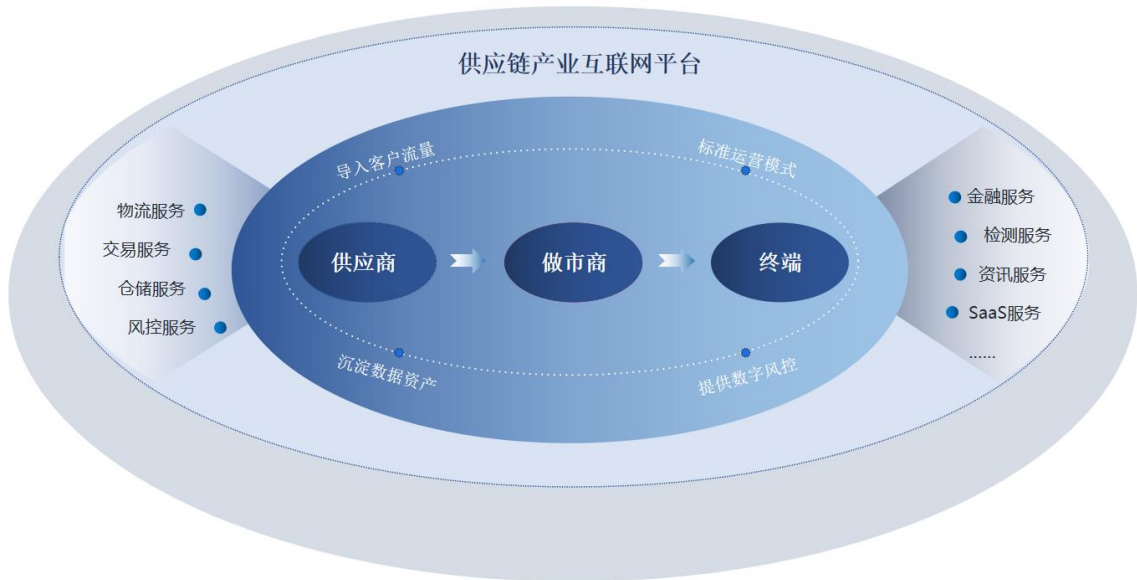 供应链产业互联网平台
导入客户流量
标准运营模式
物流服务
交易服务
仓储服务
风控服务
供应商
做市商
终端
金融服务
检测服务
资讯服务
SaaS服务
......
沉淀数据资产
提供数字风控